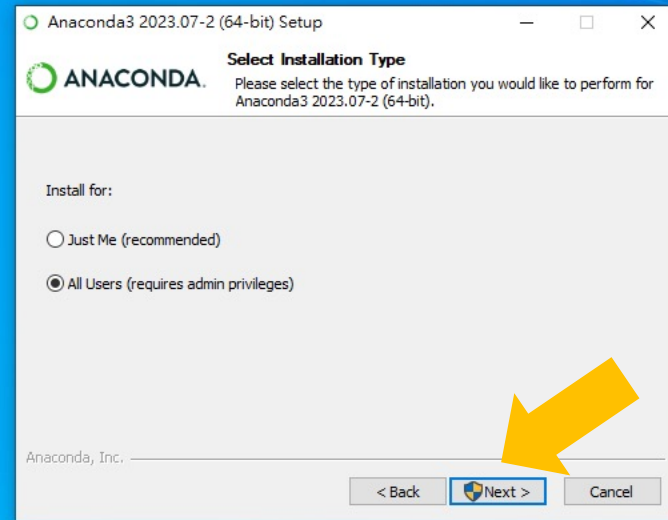 Anaconda3 2023.07-2 (64-bit) Setup
ANACONDA.
Select Installation Type
Please select the type of installation you would like to perform for
Anaconda3 2023.07-2 (64-bit).
Install for:
Just Me (recommended)
All Users (requires admin privileges)
Anaconda, Inc.
< Back
Next >
Cancel